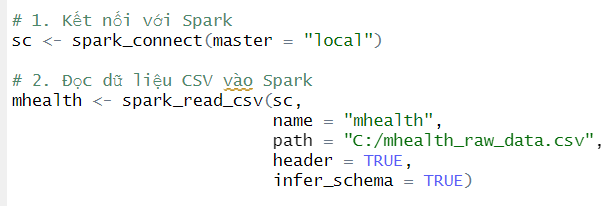 # 1. Kết nối với Spark
sc <- spark_connect(master = "local")
# 2. Đọc dữ liệu CSV vào Spark
mhealth <- spark_read_csv(sc,
name = "mhealth",
path = "C:/mhealth_raw_data.csv",
header = TRUE,
infer_schema = TRUE)